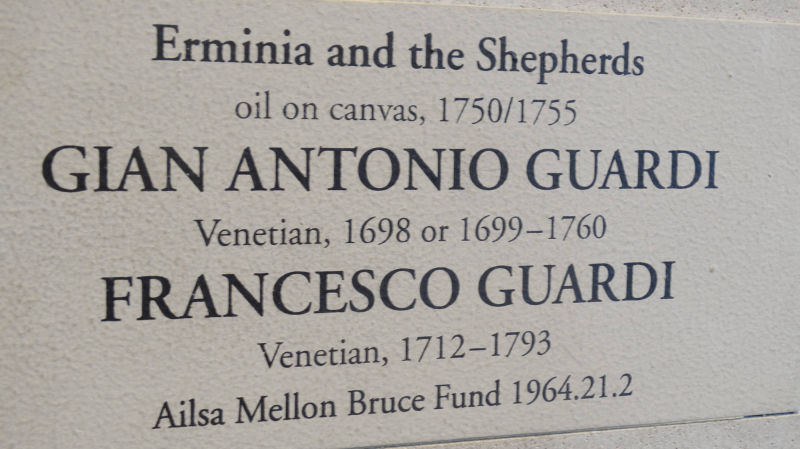 Erminia and the Shepherds
oil on canvas, 1750/1755
GIAN ANTONIO GUARDI
Venetian, 1698 or 1699–1760
FRANCESCO GUARDI
Venetian, 1712–1793
Ailsa Mellon Bruce Fund 1964.21.2